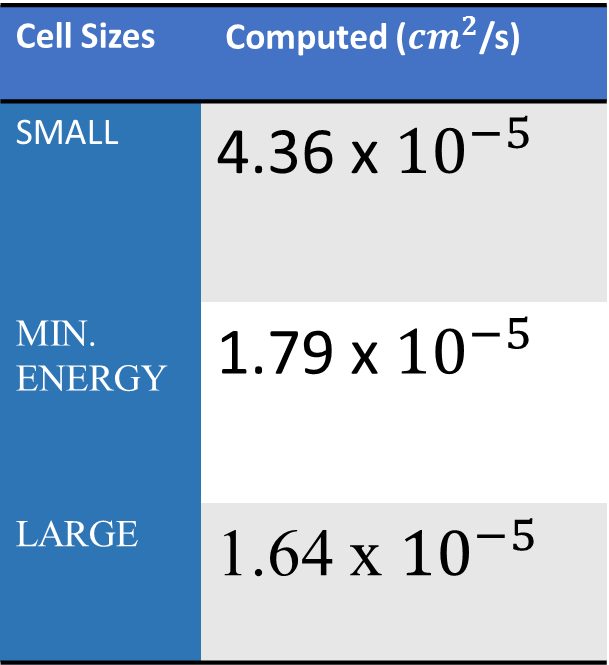 Cell Sizes Computed (cm²/s)
SMALL 4.36 x 10⁻⁵
MIN. ENERGY 1.79 x 10⁻⁵
LARGE 1.64 x 10⁻⁵